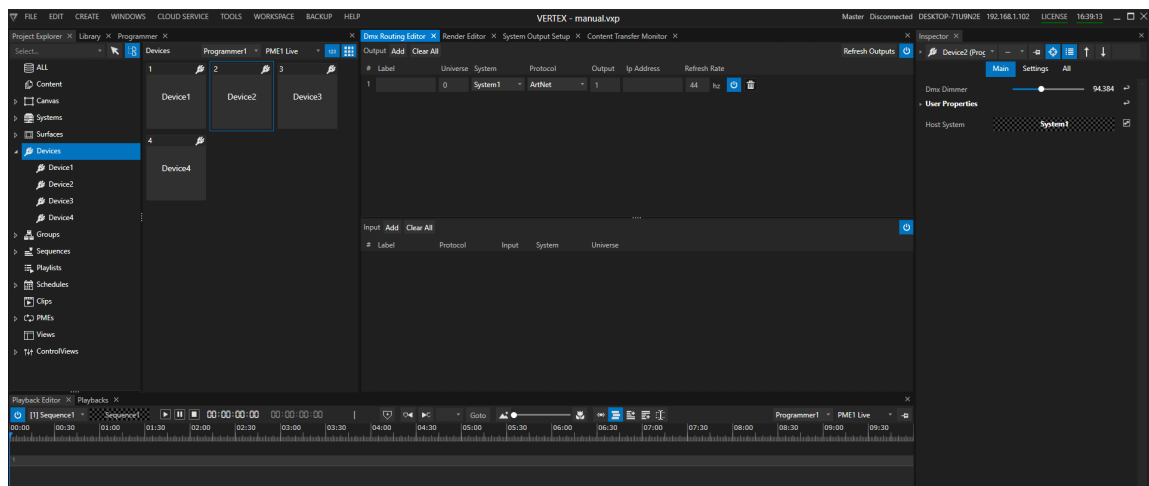 FILE EDIT CREATE WINDOWS CLOUD SERVICE TOOLS WORKSPACE BACKUP HELP VERTEX - manual.vxp Master Disconnected DESKTOP-71U9N2E 192.168.1.102 LICENSE 16:39:13
Project Explorer Library Programmer
Dmx Routing Editor Render Editor System Output Setup Content Transfer Monitor
Inspector
Select... Devices Programmer1 PME1 Live 123
Output Add Clear All Refresh Outputs
Device2 (Prog
# Label Universe System Protocol Output Ip Address Refresh Rate
Main Settings All
1 0 System1 ArtNet 1 44 hz
Dmx Dimmer 94.384
User Properties
Host System System1
ALL
Content
Canvas
Systems
Surfaces
Devices
Device1
Device2
Device3
Device4
Groups
Sequences
Playlists
Schedules
Clips
PMEs
Views
ControlViews
1 2 3
Device1 Device2 Device3
4
Device4
Input Add Clear All
# Label Protocol Input System Universe
Playback Editor Playbacks
[1] Sequence1 Sequence1 00:00:00:00 00:00:00:00 Goto Programmer1 PME1 Live
00:00 00:30 01:00 01:30 02:00 02:30 03:00 03:30 04:00 04:30 05:00 05:30 06:00 06:30 07:00 07:30 08:00 08:30 09:00 09:30
1